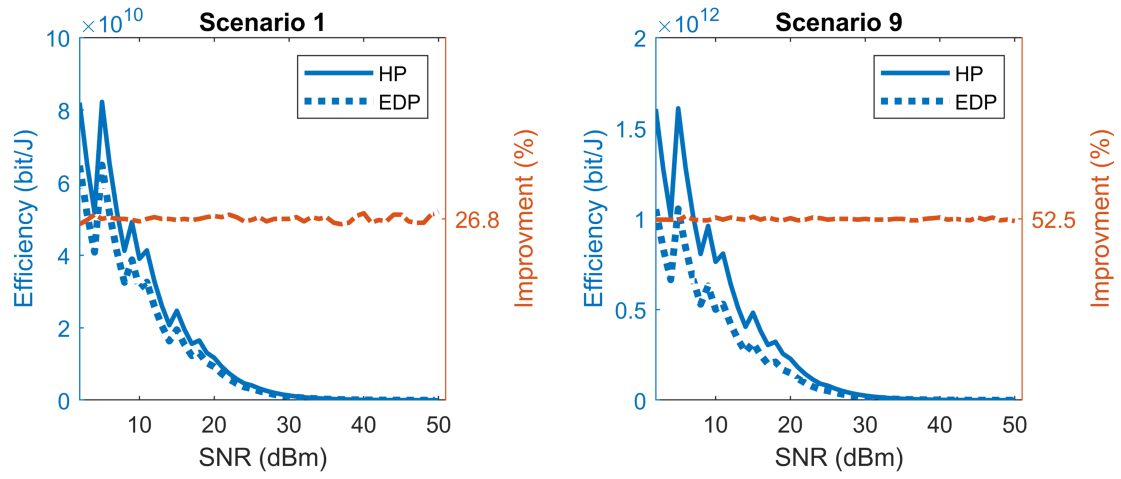 ×10^10
Scenario 1
10
8
6
4
2
0
Efficiency (bit/J)
HP
EDP
26.8
Improvment (%)
10 20 30 40 50
SNR (dBm)
×10^12
Scenario 9
2
1.5
1
0.5
0
Efficiency (bit/J)
HP
EDP
52.5
Improvment (%)
10 20 30 40 50
SNR (dBm)